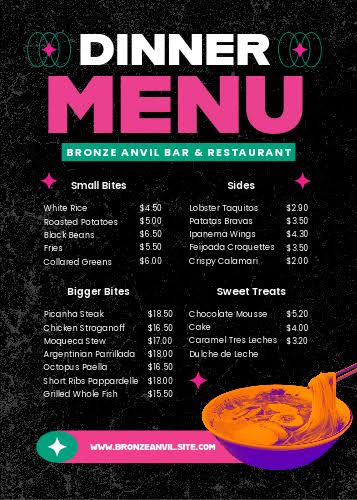 DINNER
MENU
BRONZE ANVIL BAR & RESTAURANT
Small Bites
White Rice $4.50
Roasted Potatoes $5.00
Black Beans $6.50
Fries $5.50
Collared Greens $6.00
Sides
Lobster Taquitos $2.90
Patatas Bravas $3.50
Ipanema Wings $4.30
Feijoada Croquettes $3.50
Crispy Calamari $2.00
Bigger Bites
Picanha Steak $18.50
Chicken Stroganoff $16.50
Moqueca Stew $17.00
Argentinian Parrillada $18.00
Octopus Paella $16.50
Short Ribs Pappardelle $18.00
Grilled Whole Fish $15.50
Sweet Treats
Chocolate Mousse $5.20
Cake $4.00
Caramel Tres Leches $3.20
Dulche de Leche
WWW.BRONZEANVIL.SITE.COM